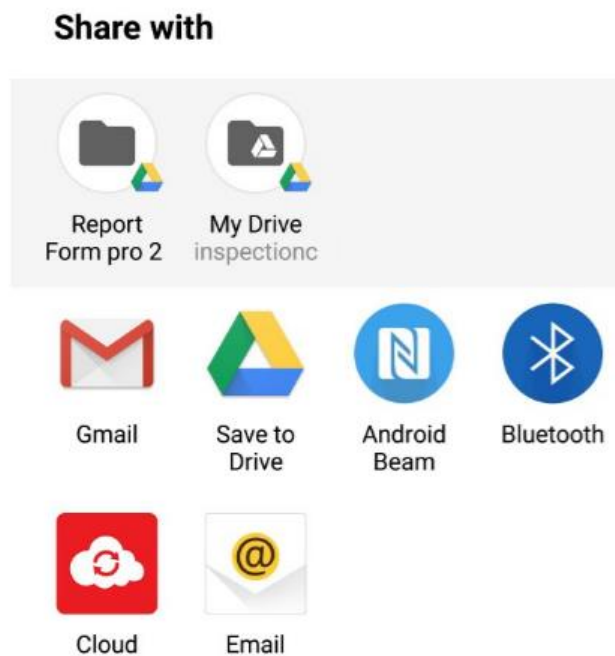 Share with
Report
Form pro 2
My Drive
inspectionc
Gmail
Save to
Drive
Android
Beam
Bluetooth
Cloud
Email